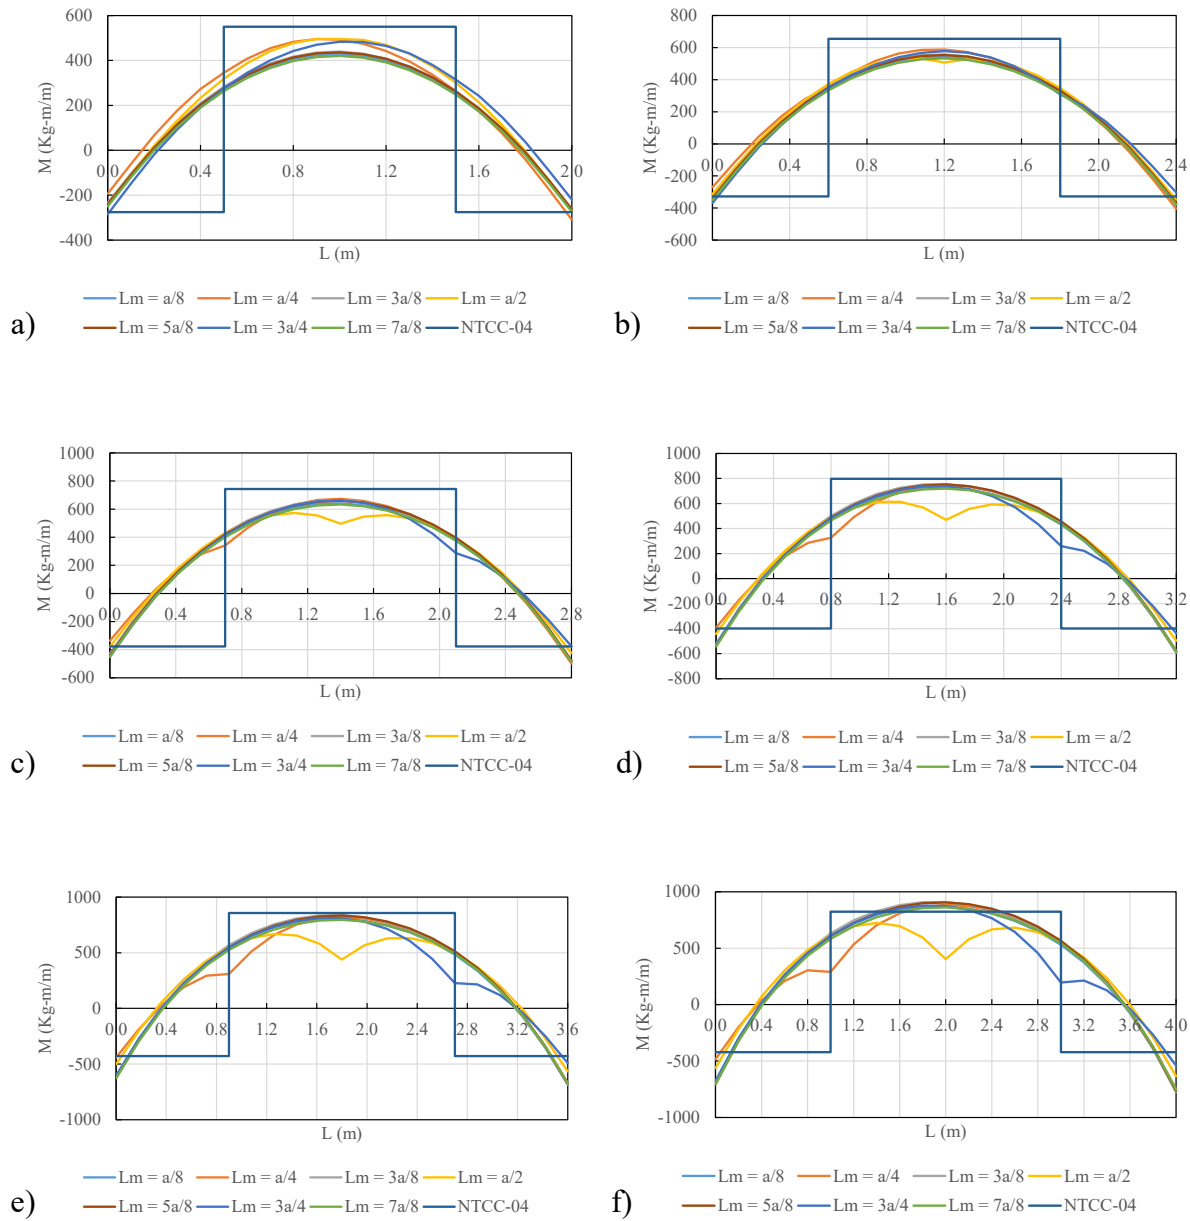 600
400
200
0
-200
-400
M (Kg-m/m)
0.0 0.4 0.8 1.2 1.6 2.0
L (m)
Lm = a/8 Lm = a/4 Lm = 3a/8 Lm = a/2
Lm = 5a/8 Lm = 3a/4 Lm = 7a/8 NTCC-04
a)
800
600
400
200
0
-200
-400
-600
M (Kg-m/m)
0.0 0.4 0.8 1.2 1.6 2.0 2.4
L (m)
Lm = a/8 Lm = a/4 Lm = 3a/8 Lm = a/2
Lm = 5a/8 Lm = 3a/4 Lm = 7a/8 NTCC-04
b)
1000
800
600
400
200
0
-200
-400
-600
M (Kg-m/m)
0.0 0.4 0.8 1.2 1.6 2.0 2.4 2.8
L (m)
Lm = a/8 Lm = a/4 Lm = 3a/8 Lm = a/2
Lm = 5a/8 Lm = 3a/4 Lm = 7a/8 NTCC-04
c)
1000
800
600
400
200
0
-200
-400
-600
-800
M (Kg-m/m)
0.0 0.4 0.8 1.2 1.6 2.0 2.4 2.8 3.2
L (m)
Lm = a/8 Lm = a/4 Lm = 3a/8 Lm = a/2
Lm = 5a/8 Lm = 3a/4 Lm = 7a/8 NTCC-04
d)
1000
500
0
-500
-1000
M (Kg-m/m)
0.0 0.4 0.8 1.2 1.6 2.0 2.4 2.8 3.2 3.6
L (m)
Lm = a/8 Lm = a/4 Lm = 3a/8 Lm = a/2
Lm = 5a/8 Lm = 3a/4 Lm = 7a/8 NTCC-04
e)
1000
500
0
-500
-1000
M (Kg-m/m)
0.0 0.4 0.8 1.2 1.6 2.0 2.4 2.8 3.2 3.6 4.0
L (m)
Lm = a/8 Lm = a/4 Lm = 3a/8 Lm = a/2
Lm = 5a/8 Lm = 3a/4 Lm = 7a/8 NTCC-04
f)